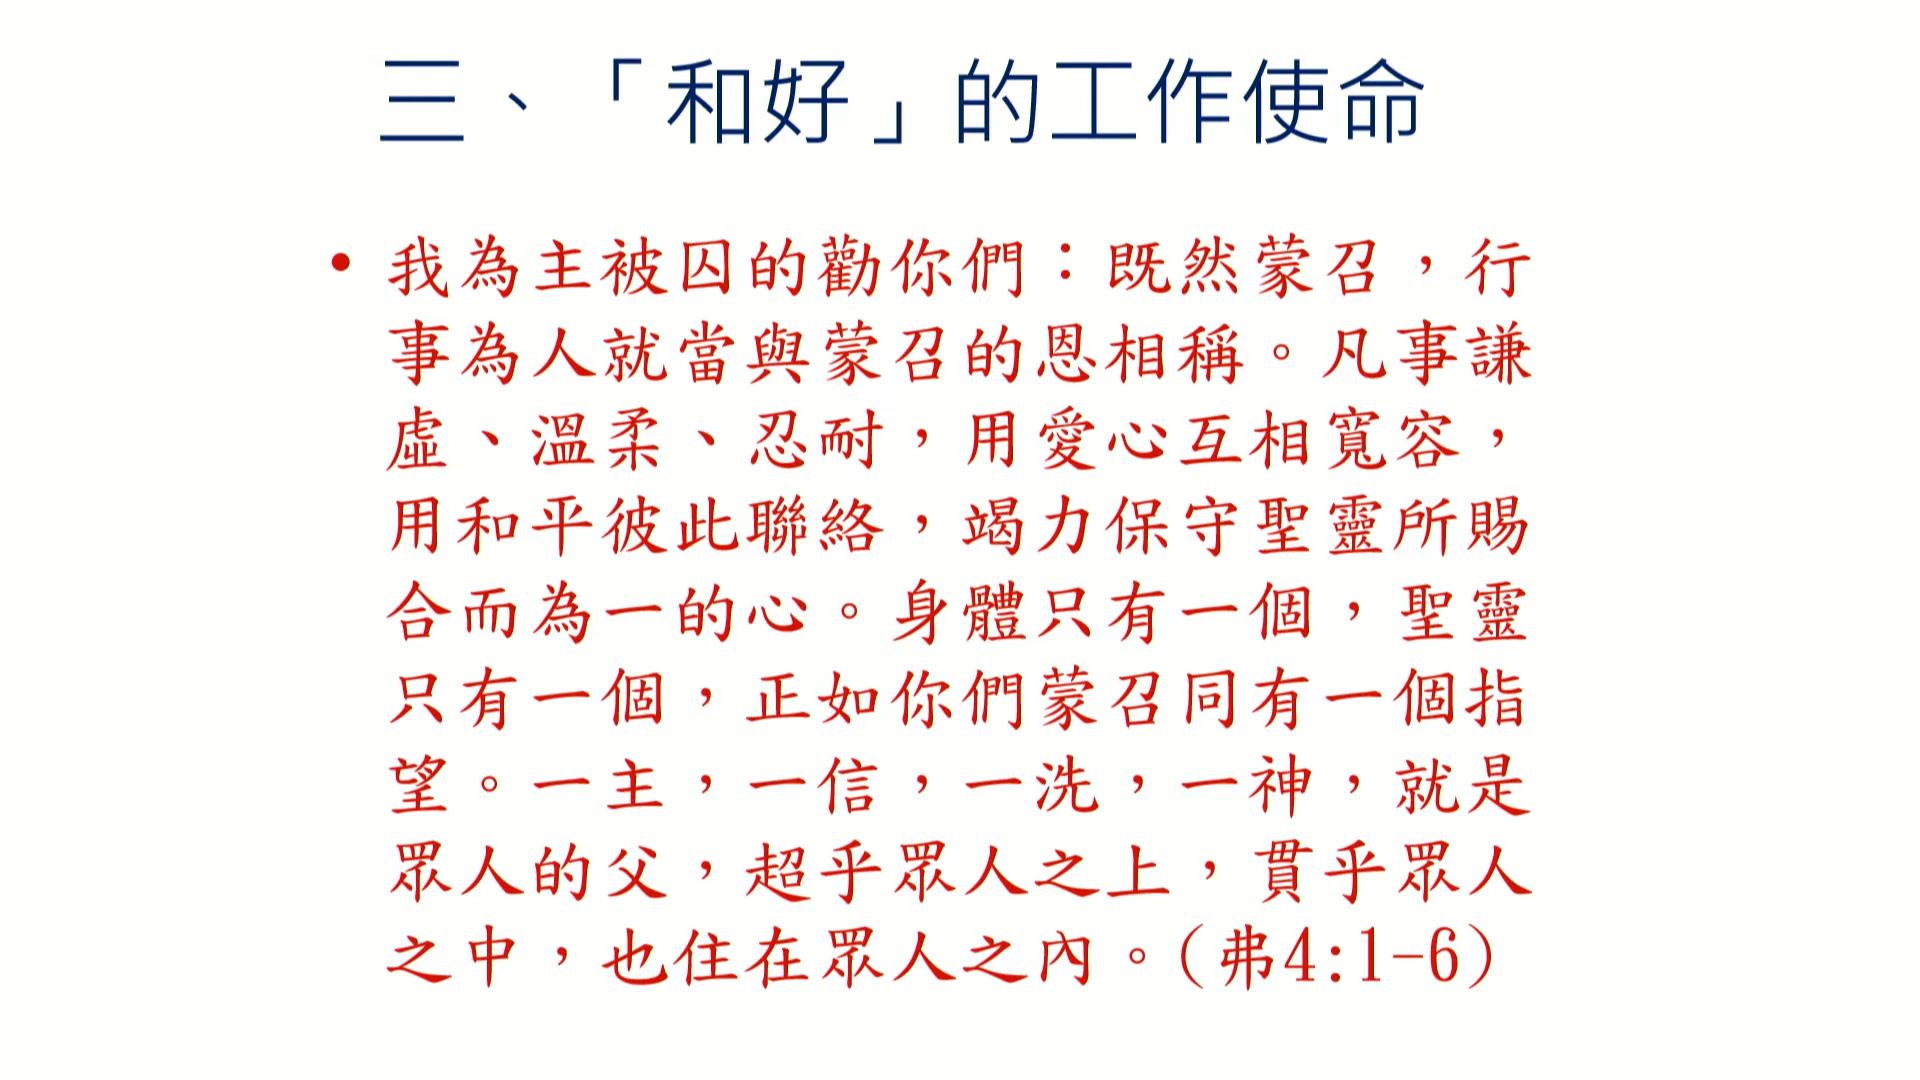 三、「和好」的工作使命
• 我為主被囚的勸你們：既然蒙召，行
事為人就當與蒙召的恩相稱。凡事謙
虛、溫柔、忍耐，用愛心互相寬容，
用和平彼此聯絡，竭力保守聖靈所賜
合而為一的心。身體只有一個，聖靈
只有一個，正如你們蒙召同有一個指
望。一主，一信，一洗，一神，就是
眾人的父，超乎眾人之上，貫乎眾人
之中，也住在眾人之內。(弗4:1-6)